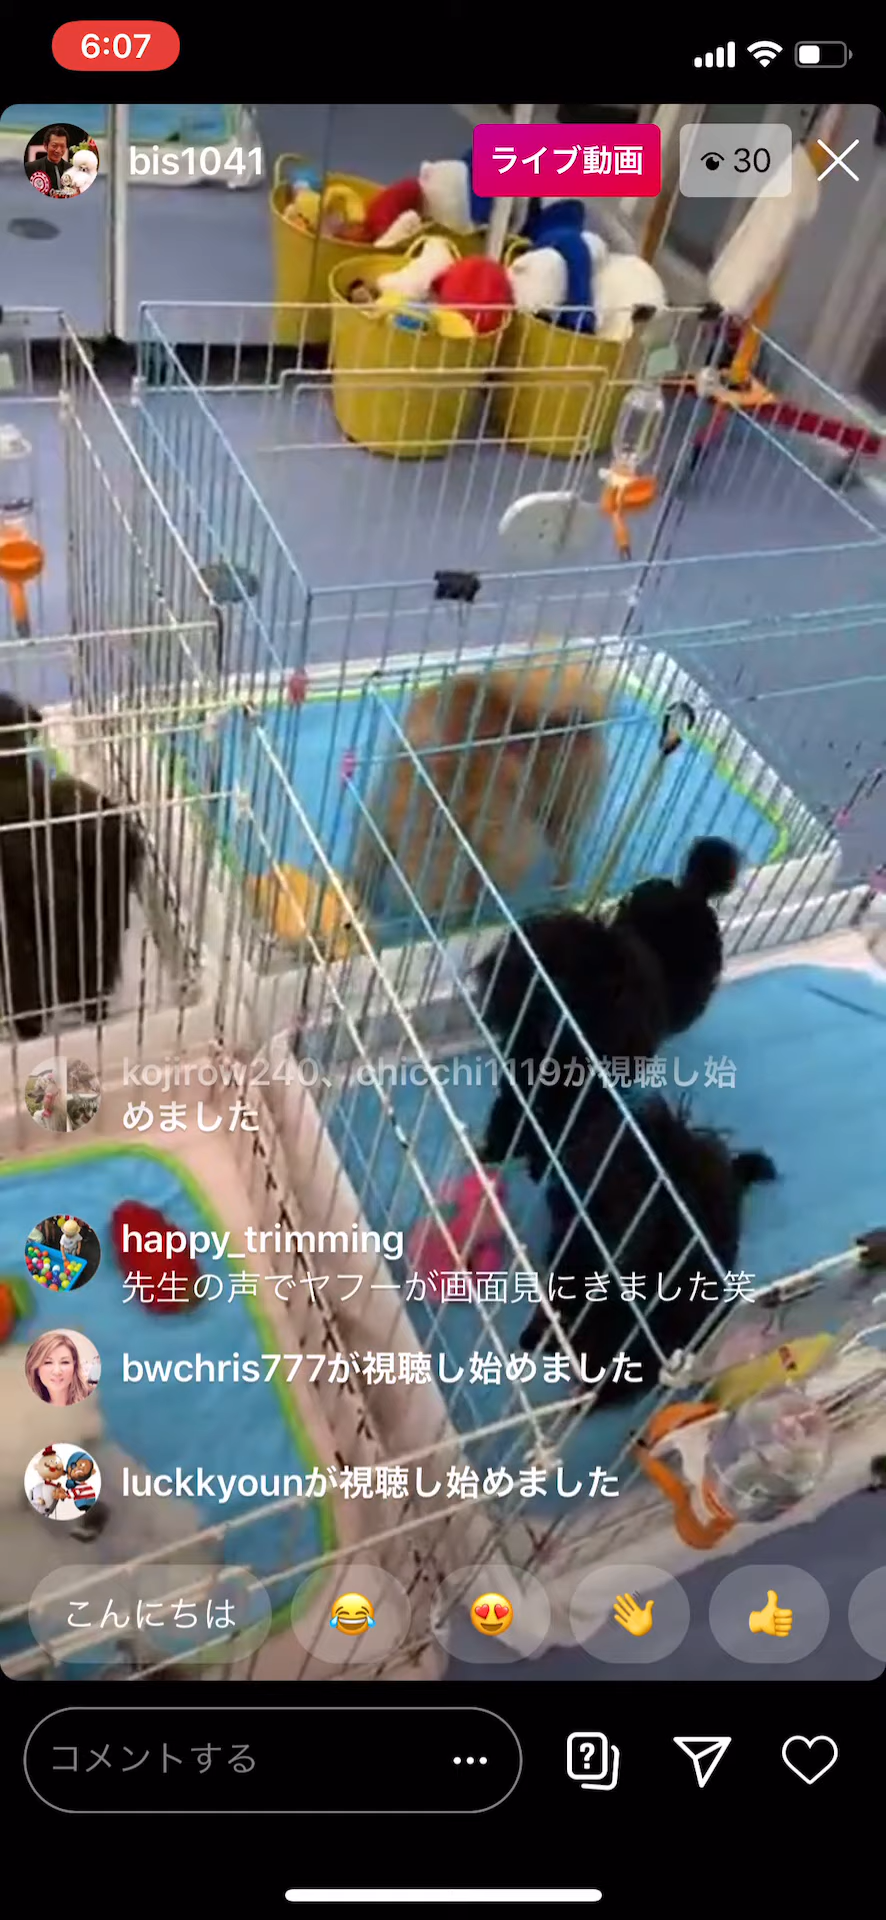 6:07
bis1041
ライブ動画
30
kojirow240、chicchi1119が視聴し始
めました
happy_trimming
先生の声でヤフーが画面見にきました笑
bwchris777が視聴し始めました
luckkyounが視聴し始めました
こんにちは
コメントする